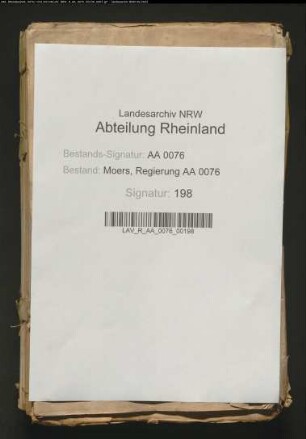 Landesarchiv NRW
Abteilung Rheinland
Bestands-Signatur: AA 0076
Bestand: Moers, Regierung AA 0076
Signatur: 198
LAV_R_AA_0076_00198